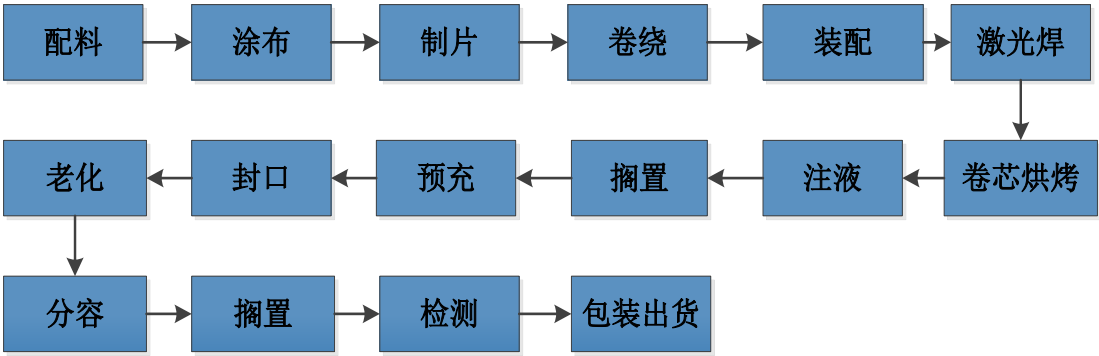 配料
涂布
制片
卷绕
装配
激光焊
卷芯烘烤
注液
搁置
预充
封口
老化
分容
搁置
检测
包装出货